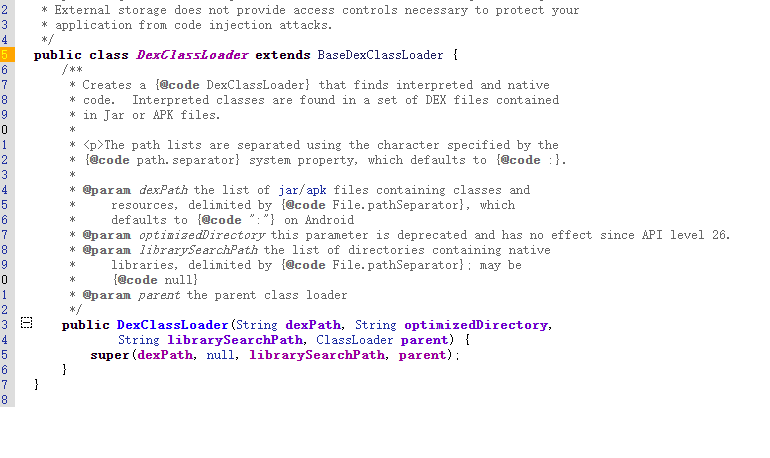 2 * External storage does not provide access controls necessary to protect your
3 * application from code injection attacks.
4 */
5 public class DexClassLoader extends BaseDexClassLoader {
6 /**
7 * Creates a {@code DexClassLoader} that finds interpreted and native
8 * code.  Interpreted classes are found in a set of DEX files contained
9 * in Jar or APK files.
0 *
1 * <p>The path lists are separated using the character specified by the
2 * {@code path.separator} system property, which defaults to {@code :}.
3 *
4 * @param dexPath the list of jar/apk files containing classes and
5 *     resources, delimited by {@code File.pathSeparator}, which
6 *     defaults to {@code ":"} on Android
7 * @param optimizedDirectory this parameter is deprecated and has no effect since API level 26.
8 * @param librarySearchPath the list of directories containing native
9 *     libraries, delimited by {@code File.pathSeparator}; may be
0 *     {@code null}
1 * @param parent the parent class loader
2 */
3 public DexClassLoader(String dexPath, String optimizedDirectory,
4 String librarySearchPath, ClassLoader parent) {
5 super(dexPath, null, librarySearchPath, parent);
6 }
7 }
8